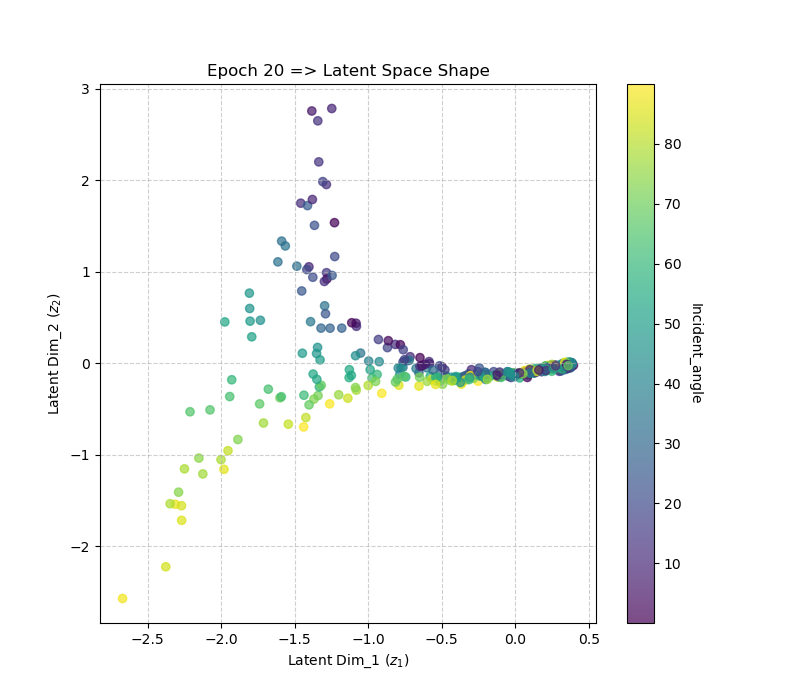 Epoch 20 => Latent Space Shape
3
2
1
0
−1
−2
Latent Dim_2 (z₂)
−2.5 −2.0 −1.5 −1.0 −0.5 0.0 0.5
Latent Dim_1 (z₁)
80
70
60
50
40
30
20
10
Incident_angle